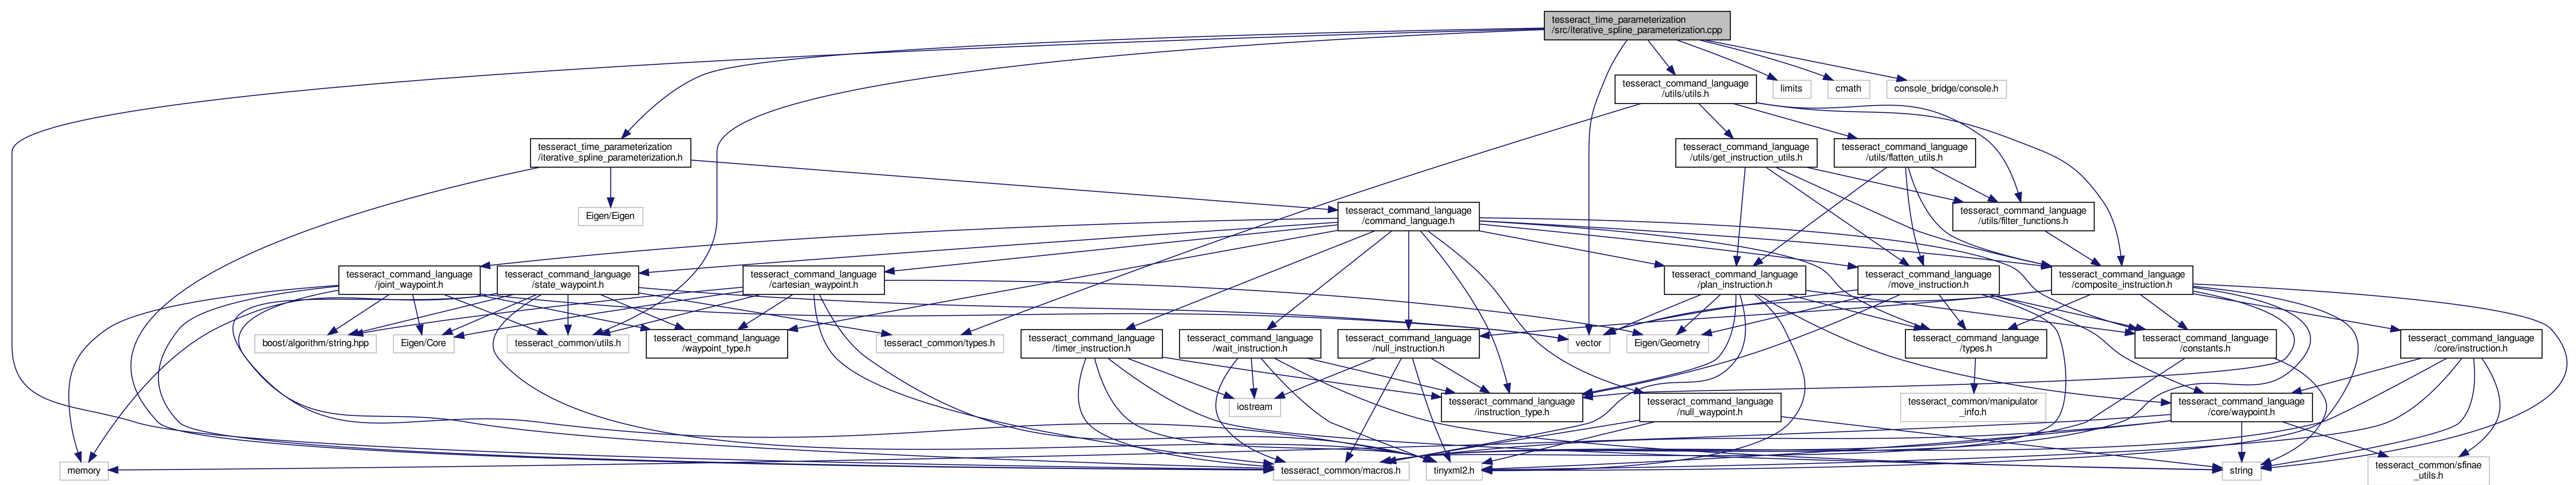 tesseract_time_parameterization
/src/iterative_spline_parameterization.cpp
tesseract_command_language
/utils/utils.h
limits
cmath
console_bridge/console.h
tesseract_time_parameterization
/iterative_spline_parameterization.h
tesseract_command_language
/utils/get_instruction_utils.h
tesseract_command_language
/utils/flatten_utils.h
Eigen/Eigen
tesseract_command_language
/command_language.h
tesseract_command_language
/utils/filter_functions.h
tesseract_command_language
/joint_waypoint.h
tesseract_command_language
/state_waypoint.h
tesseract_command_language
/cartesian_waypoint.h
tesseract_command_language
/plan_instruction.h
tesseract_command_language
/move_instruction.h
tesseract_command_language
/composite_instruction.h
boost/algorithm/string.hpp
Eigen/Core
tesseract_common/utils.h
tesseract_command_language
/waypoint_type.h
tesseract_common/types.h
tesseract_command_language
/timer_instruction.h
tesseract_command_language
/wait_instruction.h
tesseract_command_language
/null_instruction.h
vector
Eigen/Geometry
tesseract_command_language
/types.h
tesseract_command_language
/constants.h
tesseract_command_language
/core/instruction.h
iostream
tesseract_command_language
/instruction_type.h
tesseract_command_language
/null_waypoint.h
tesseract_common/manipulator
_info.h
tesseract_command_language
/core/waypoint.h
memory
tesseract_common/macros.h
tinyxml2.h
string
tesseract_common/sfinae
_utils.h